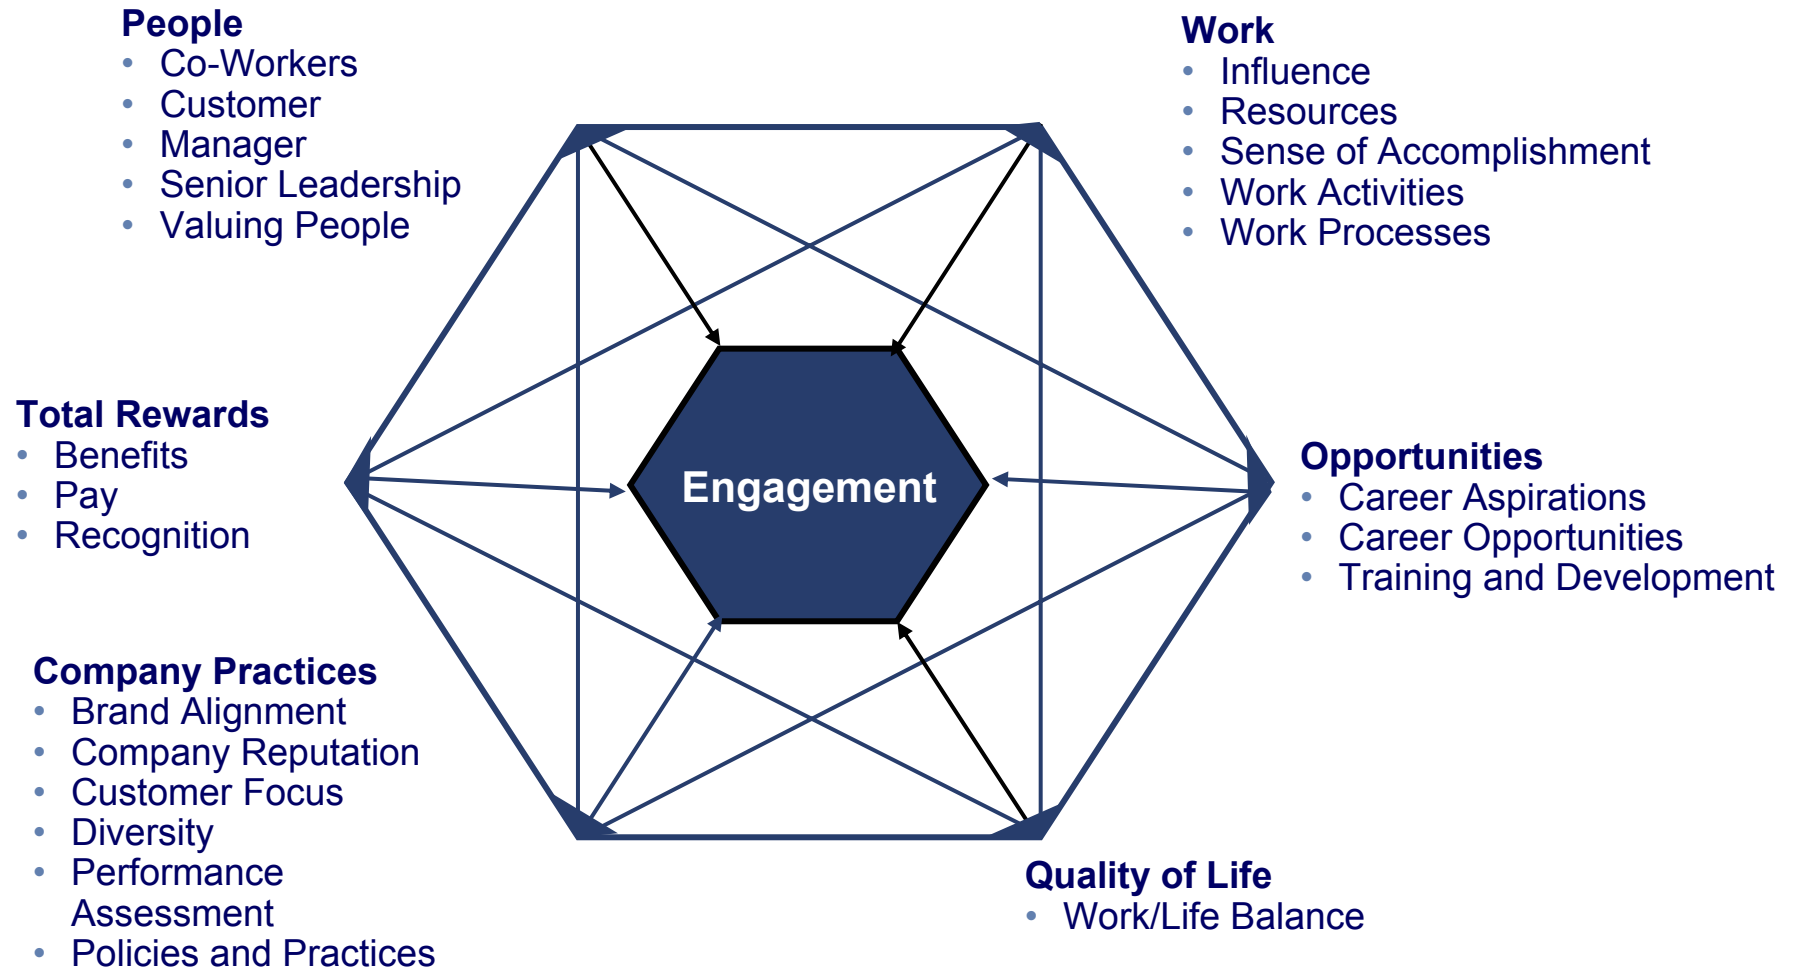 People
• Co-Workers
• Customer
• Manager
• Senior Leadership
• Valuing People
Work
• Influence
• Resources
• Sense of Accomplishment
• Work Activities
• Work Processes
Total Rewards
• Benefits
• Pay
• Recognition
Engagement
Opportunities
• Career Aspirations
• Career Opportunities
• Training and Development
Company Practices
• Brand Alignment
• Company Reputation
• Customer Focus
• Diversity
• Performance
Assessment
• Policies and Practices
Quality of Life
• Work/Life Balance